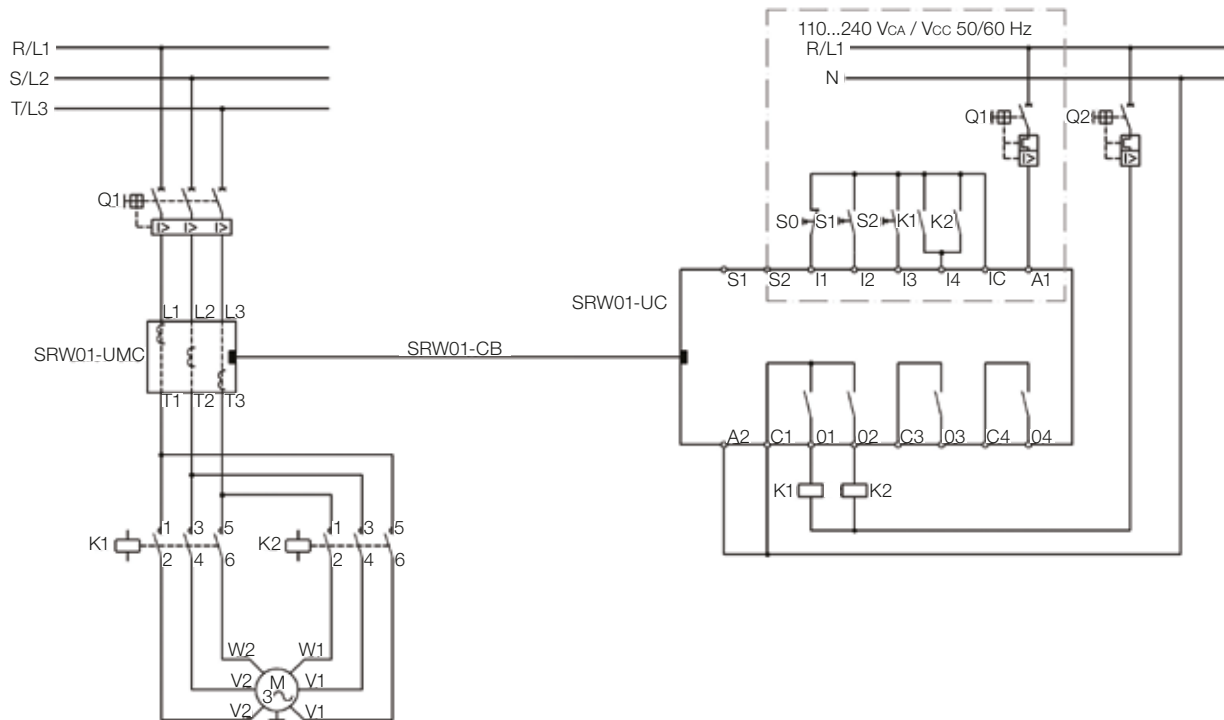 110...240 VCA / VCC 50/60 Hz
R/L1
S/L2
T/L3
R/L1
N
Q1
Q2
Q1
I>
I>
I>
I>
I>
S0
S1
S2
K1
K2
S1
S2
I1
I2
I3
I4
IC
A1
SRW01-UC
L1
L2
L3
SRW01-UMC
SRW01-CB
T1
T2
T3
A2
C1
01
02
C3
03
C4
04
K1
K2
K1
1
3
5
2
4
6
K2
1
3
5
2
4
6
W2
W1
V2
M
3
V1
V2
V1